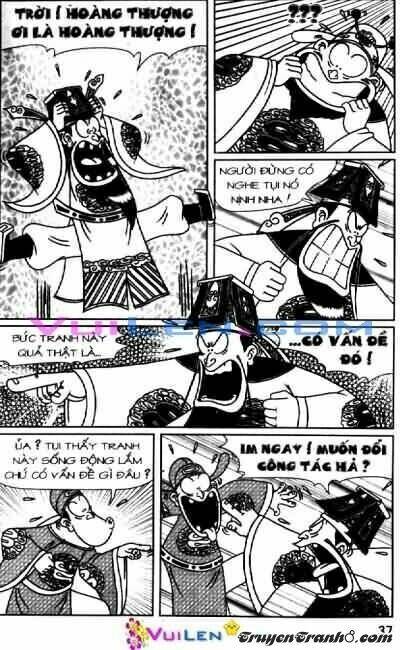 TRỜI! HOÀNG THƯỢNG
ƠI LÀ HOÀNG THƯỢNG!
???
NGƯỜI ĐỪNG CÓ
NGHE TỤI NÓ
NỊNH NHA!
VUILEN.COM
BỨC TRANH NÀY
QUẢ THẬT LÀ...
...CÓ VẤN ĐỀ
ĐÓ!
ỦA? TUI THẤY TRANH
NÀY SỐNG ĐỘNG LẮM
CHỨ CÓ VẤN ĐỀ GÌ ĐÂU?
IM NGAY! MUỐN ĐỔI
CÔNG TÁC HẢ?
37
VUILEN
TruyenTranh8.com